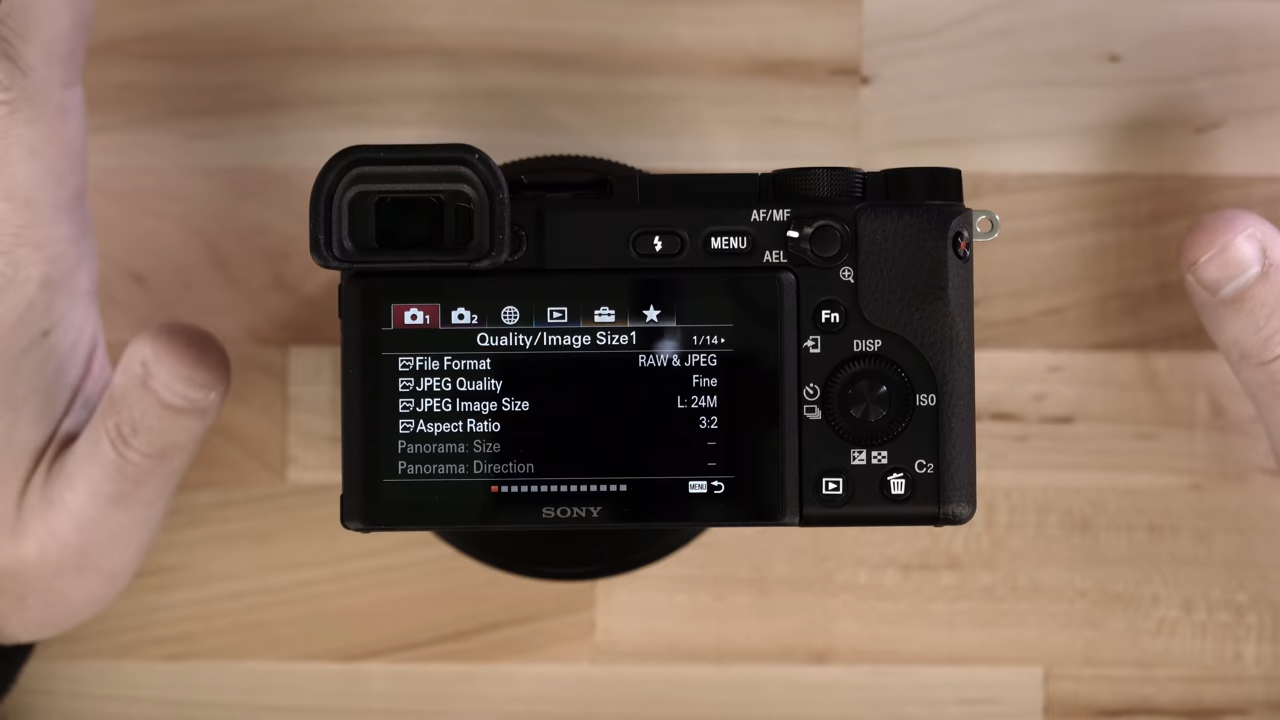 AF/MF
MENU
AEL
1 2
Quality/Image Size1 1/14
File Format RAW & JPEG
JPEG Quality Fine
JPEG Image Size L: 24M
Aspect Ratio 3:2
Panorama: Size –
Panorama: Direction –
MENU
SONY
Fn
DISP
ISO
C2